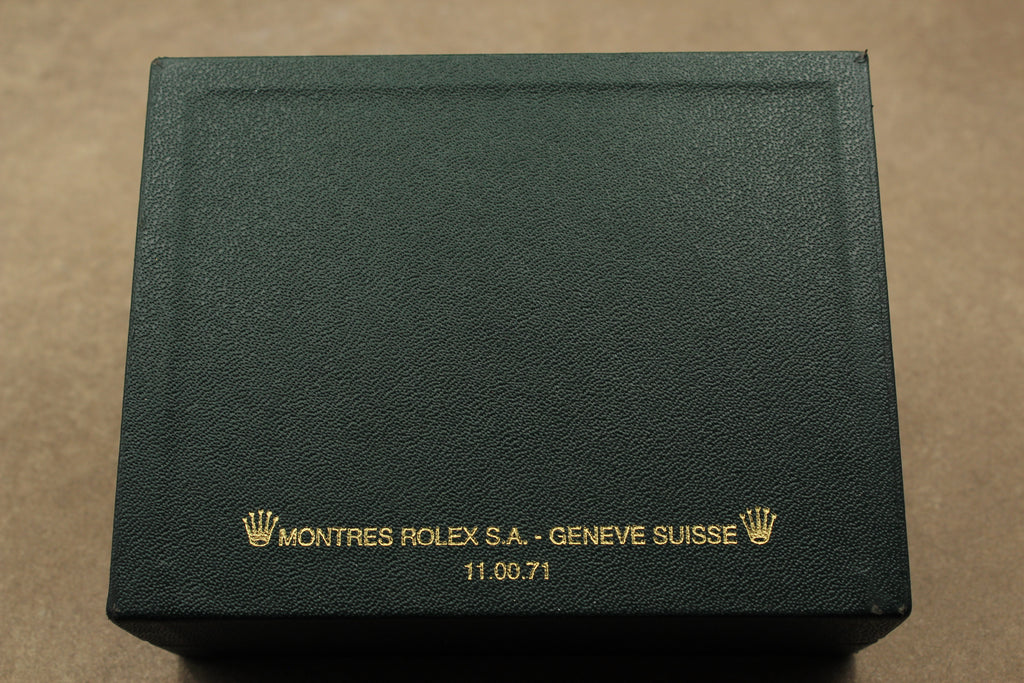 MONTRES ROLEX S.A. - GENEVE SUISSE
11.00.71